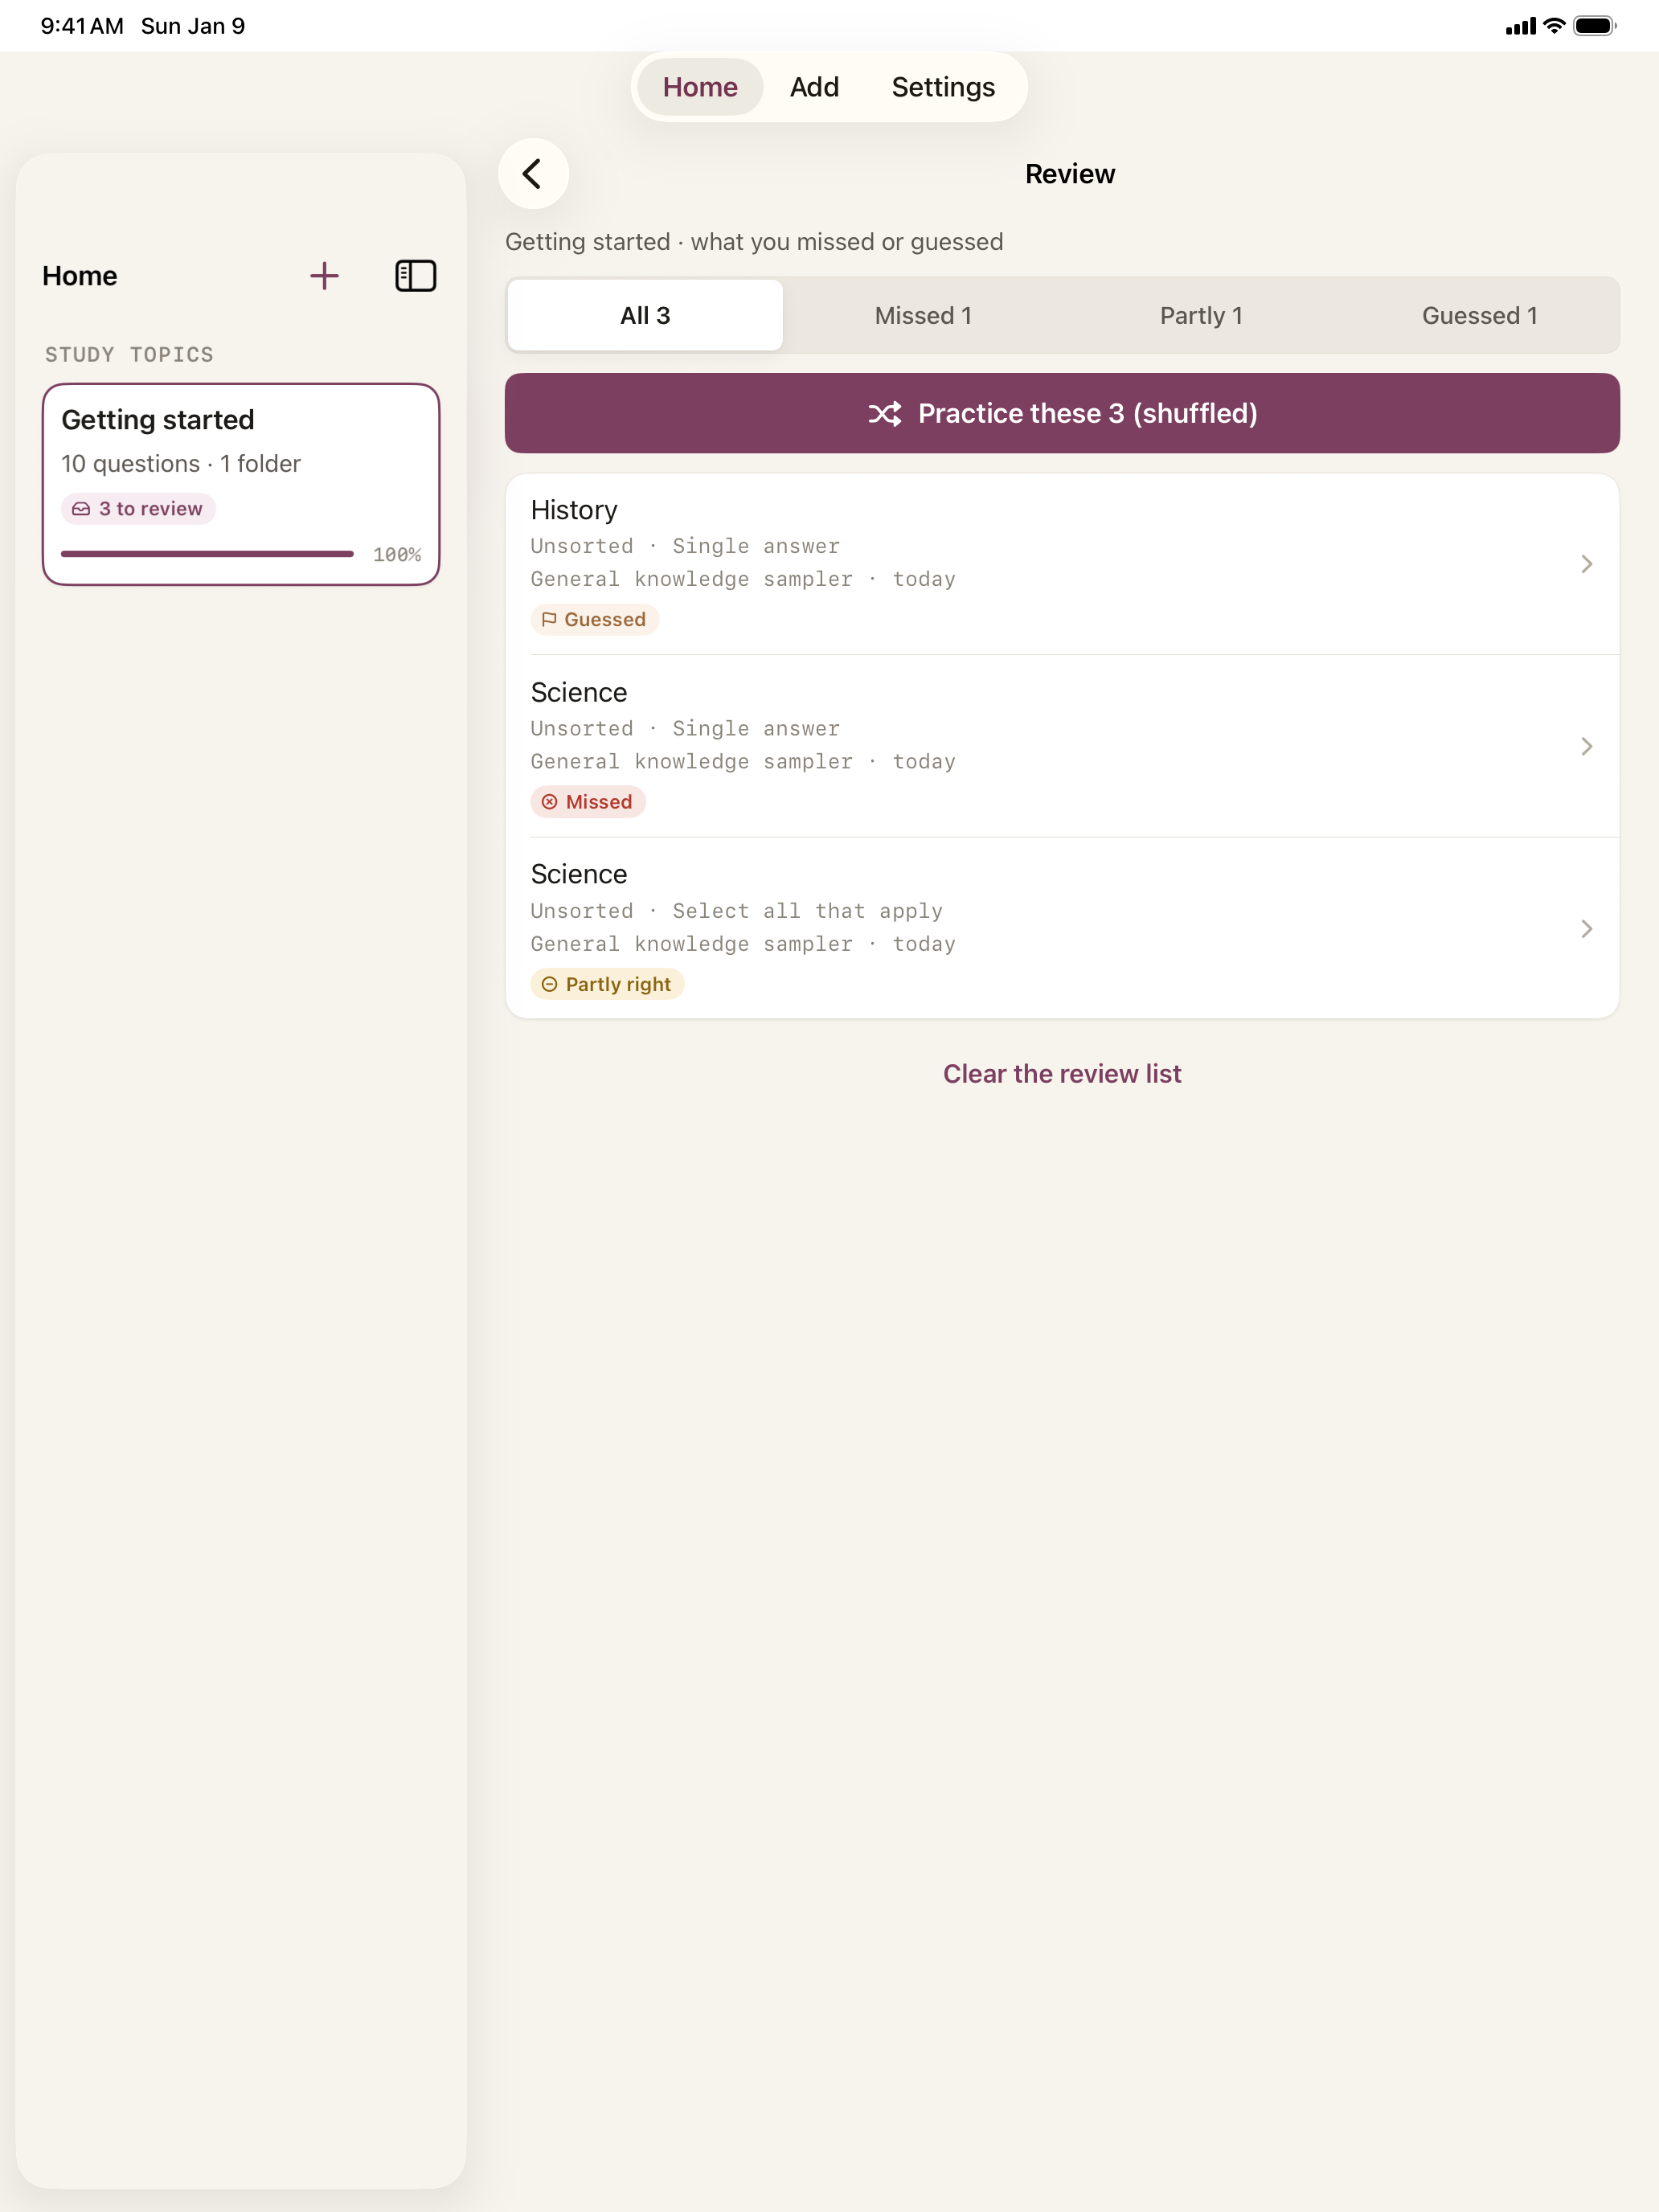 9:41 AM Sun Jan 9
Home Add Settings
Review
Home
STUDY TOPICS
Getting started
10 questions · 1 folder
3 to review
100%
Getting started · what you missed or guessed
All 3 Missed 1 Partly 1 Guessed 1
Practice these 3 (shuffled)
History
Unsorted · Single answer
General knowledge sampler · today
Guessed
Science
Unsorted · Single answer
General knowledge sampler · today
Missed
Science
Unsorted · Select all that apply
General knowledge sampler · today
Partly right
Clear the review list